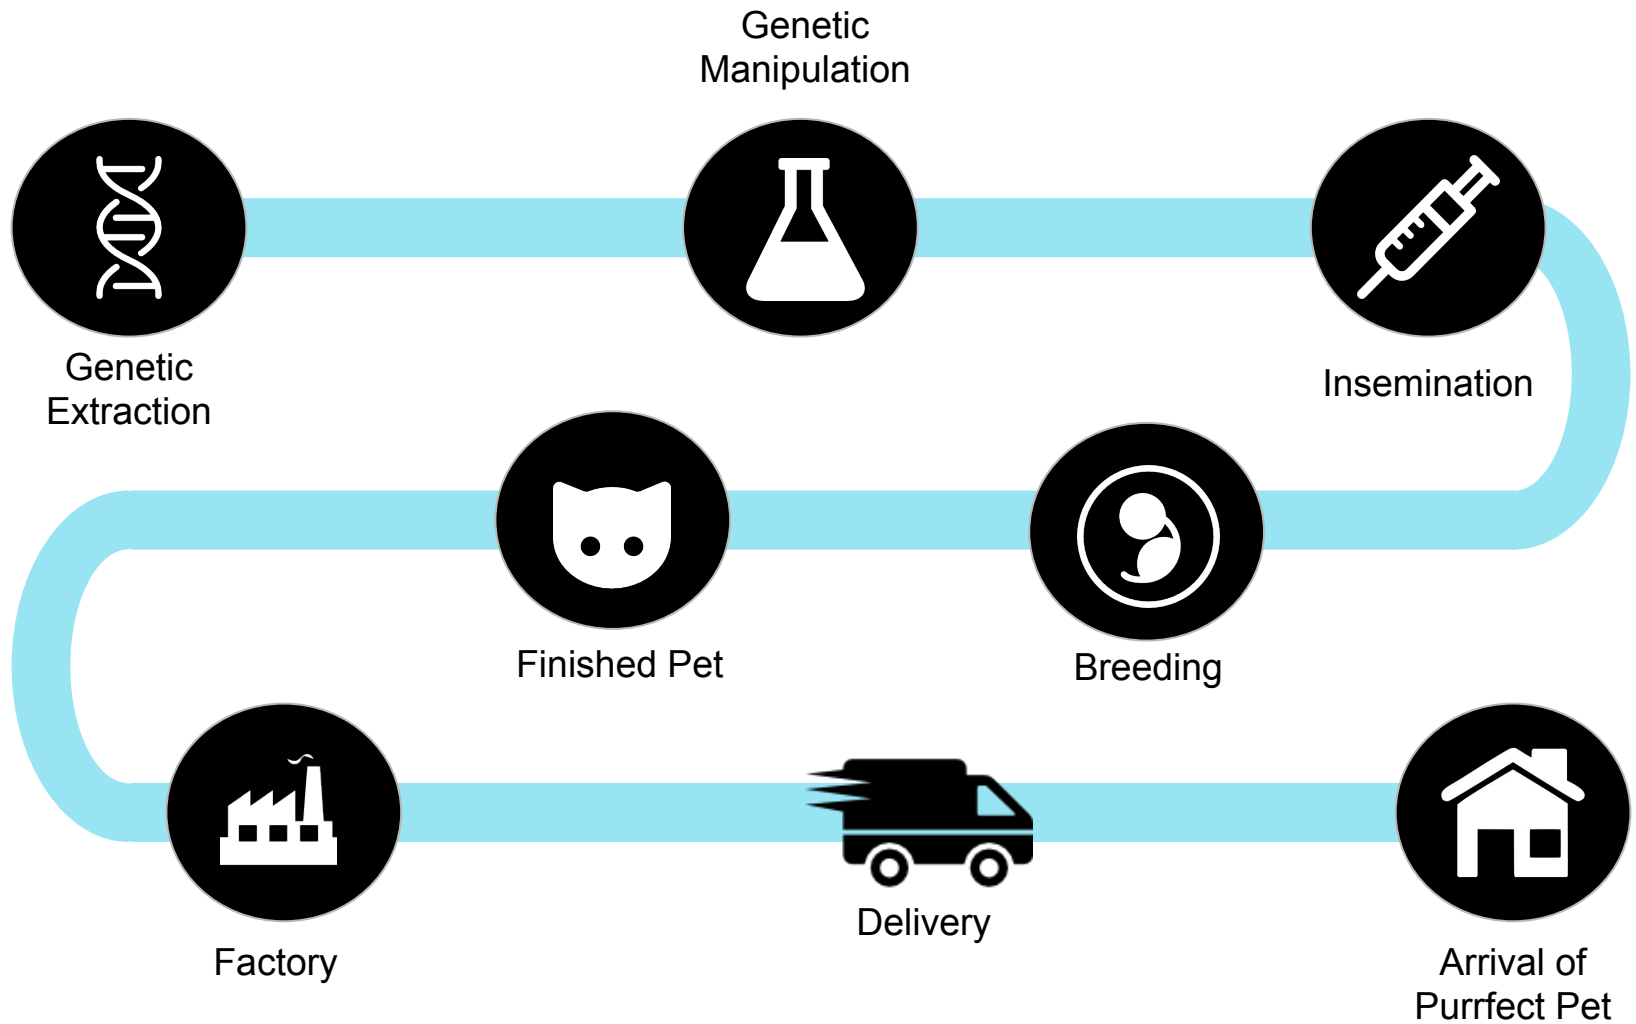 Genetic
Manipulation
Genetic
Extraction
Insemination
Finished Pet
Breeding
Factory
Delivery
Arrival of
Purrfect Pet